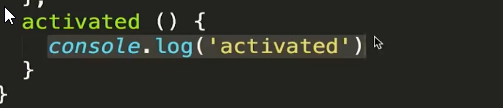 },
activated () {
console.log('activated')
}
}